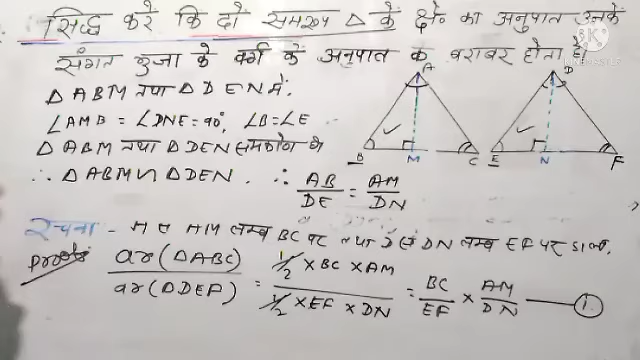 सिद्ध करें कि दो समरूप △ के क्षे० का अनुपात उनके
संगत भुजा के वर्ग के अनुपात के बराबर होता है।
△ABM तथा △DEN में.
∠AMB = ∠DNE = 90°, ∠B = ∠E
△ABM तथा △DEN समकोण के
∴ △ABM ~ △DEN. ∴ AB/DE = AM/DN
A
B
M
C
D
E
N
F
रचना - A से AM लम्ब BC पर तथा D से DN लम्ब EF पर डाला.
Proof ar(△ABC)/ar(△DEF) = 1/2 × BC × AM / 1/2 × EF × DN = BC/EF × AM/DN — 1
KINEMASTER